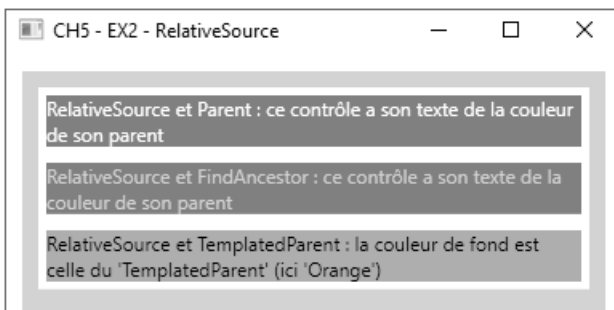 CH5 - EX2 - RelativeSource
RelativeSource et Parent : ce contrôle a son texte de la couleur
de son parent
RelativeSource et FindAncestor : ce contrôle a son texte de la
couleur de son parent
RelativeSource et TemplatedParent : la couleur de fond est
celle du 'TemplatedParent' (ici 'Orange')